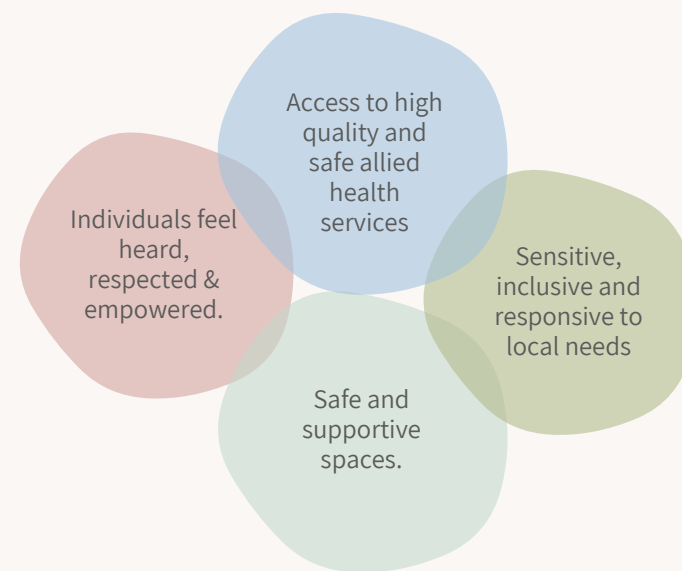 Access to high
quality and
safe allied
health
services
Individuals feel
heard,
respected &
empowered.
Sensitive,
inclusive and
responsive to
local needs
Safe and
supportive
spaces.